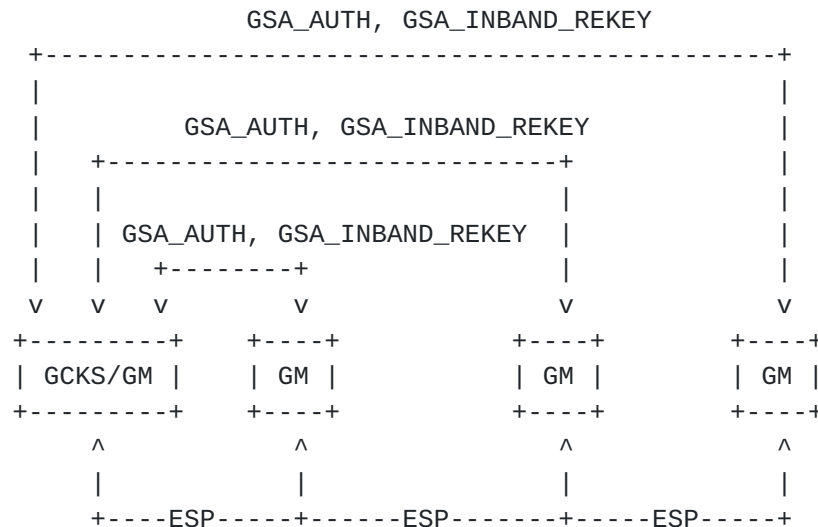 GSA_AUTH, GSA_INBAND_REKEY
GSA_AUTH, GSA_INBAND_REKEY
GSA_AUTH, GSA_INBAND_REKEY
GCKS/GM GM GM GM
ESP ESP ESP